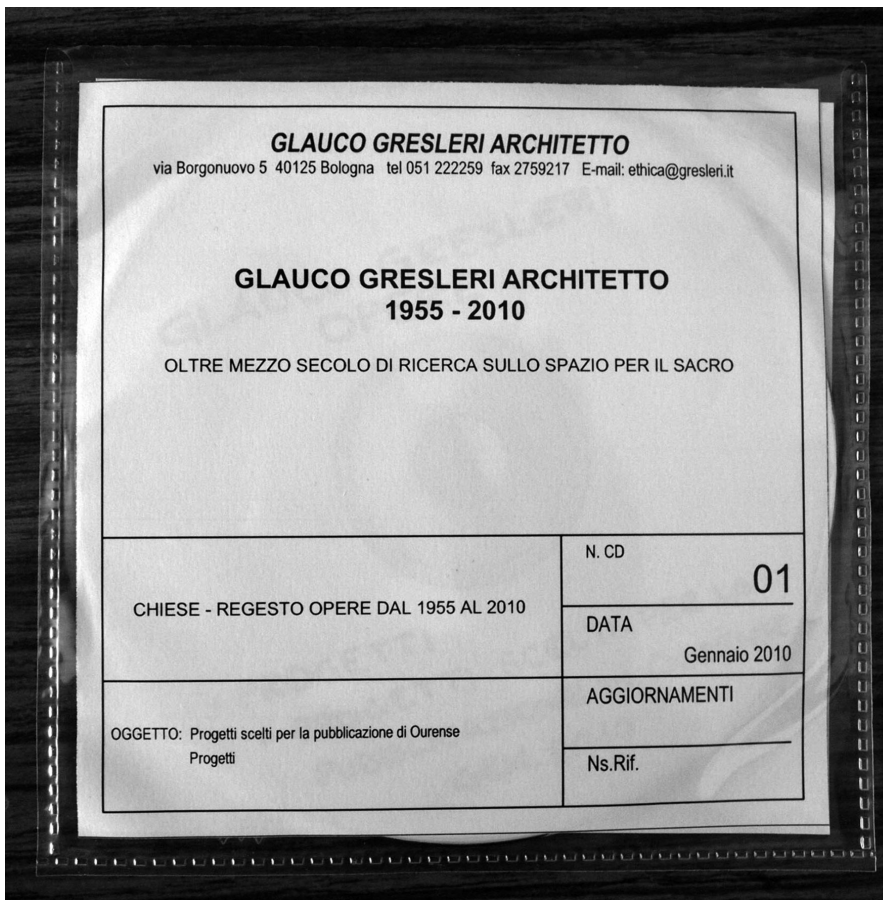 GLAUCO GRESLERI ARCHITETTO
via Borgonuovo 5 40125 Bologna tel 051 222259 fax 2759217 E-mail: ethica@gresleri.it
GLAUCO GRESLERI ARCHITETTO
1955 - 2010
OLTRE MEZZO SECOLO DI RICERCA SULLO SPAZIO PER IL SACRO
CHIESE - REGESTO OPERE DAL 1955 AL 2010
N. CD
01
DATA
Gennaio 2010
OGGETTO: Progetti scelti per la pubblicazione di Ourense
Progetti
AGGIORNAMENTI
Ns.Rif.